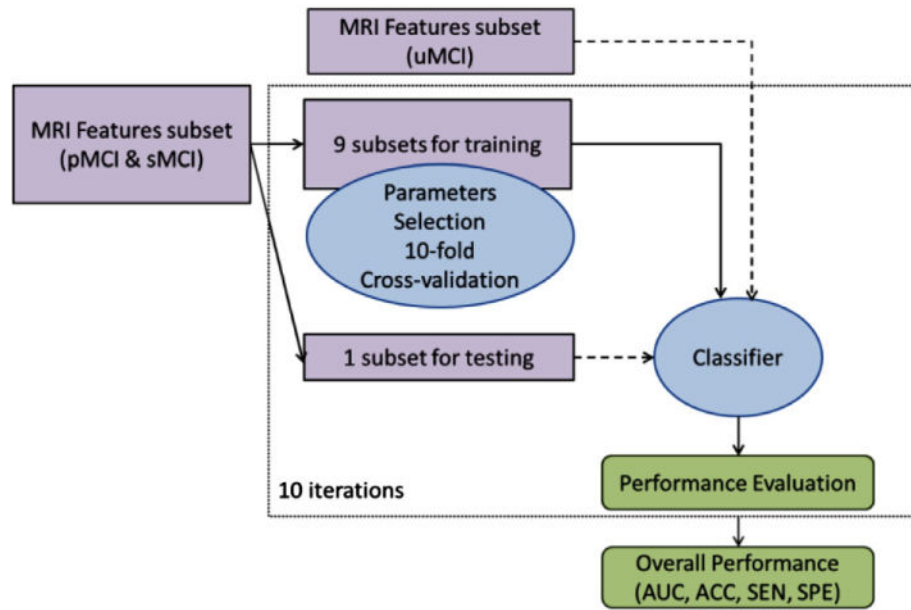 MRI Features subset
(uMCI)
MRI Features subset
(pMCI & sMCI)
9 subsets for training
Parameters
Selection
10-fold
Cross-validation
1 subset for testing
Classifier
Performance Evaluation
10 iterations
Overall Performance
(AUC, ACC, SEN, SPE)